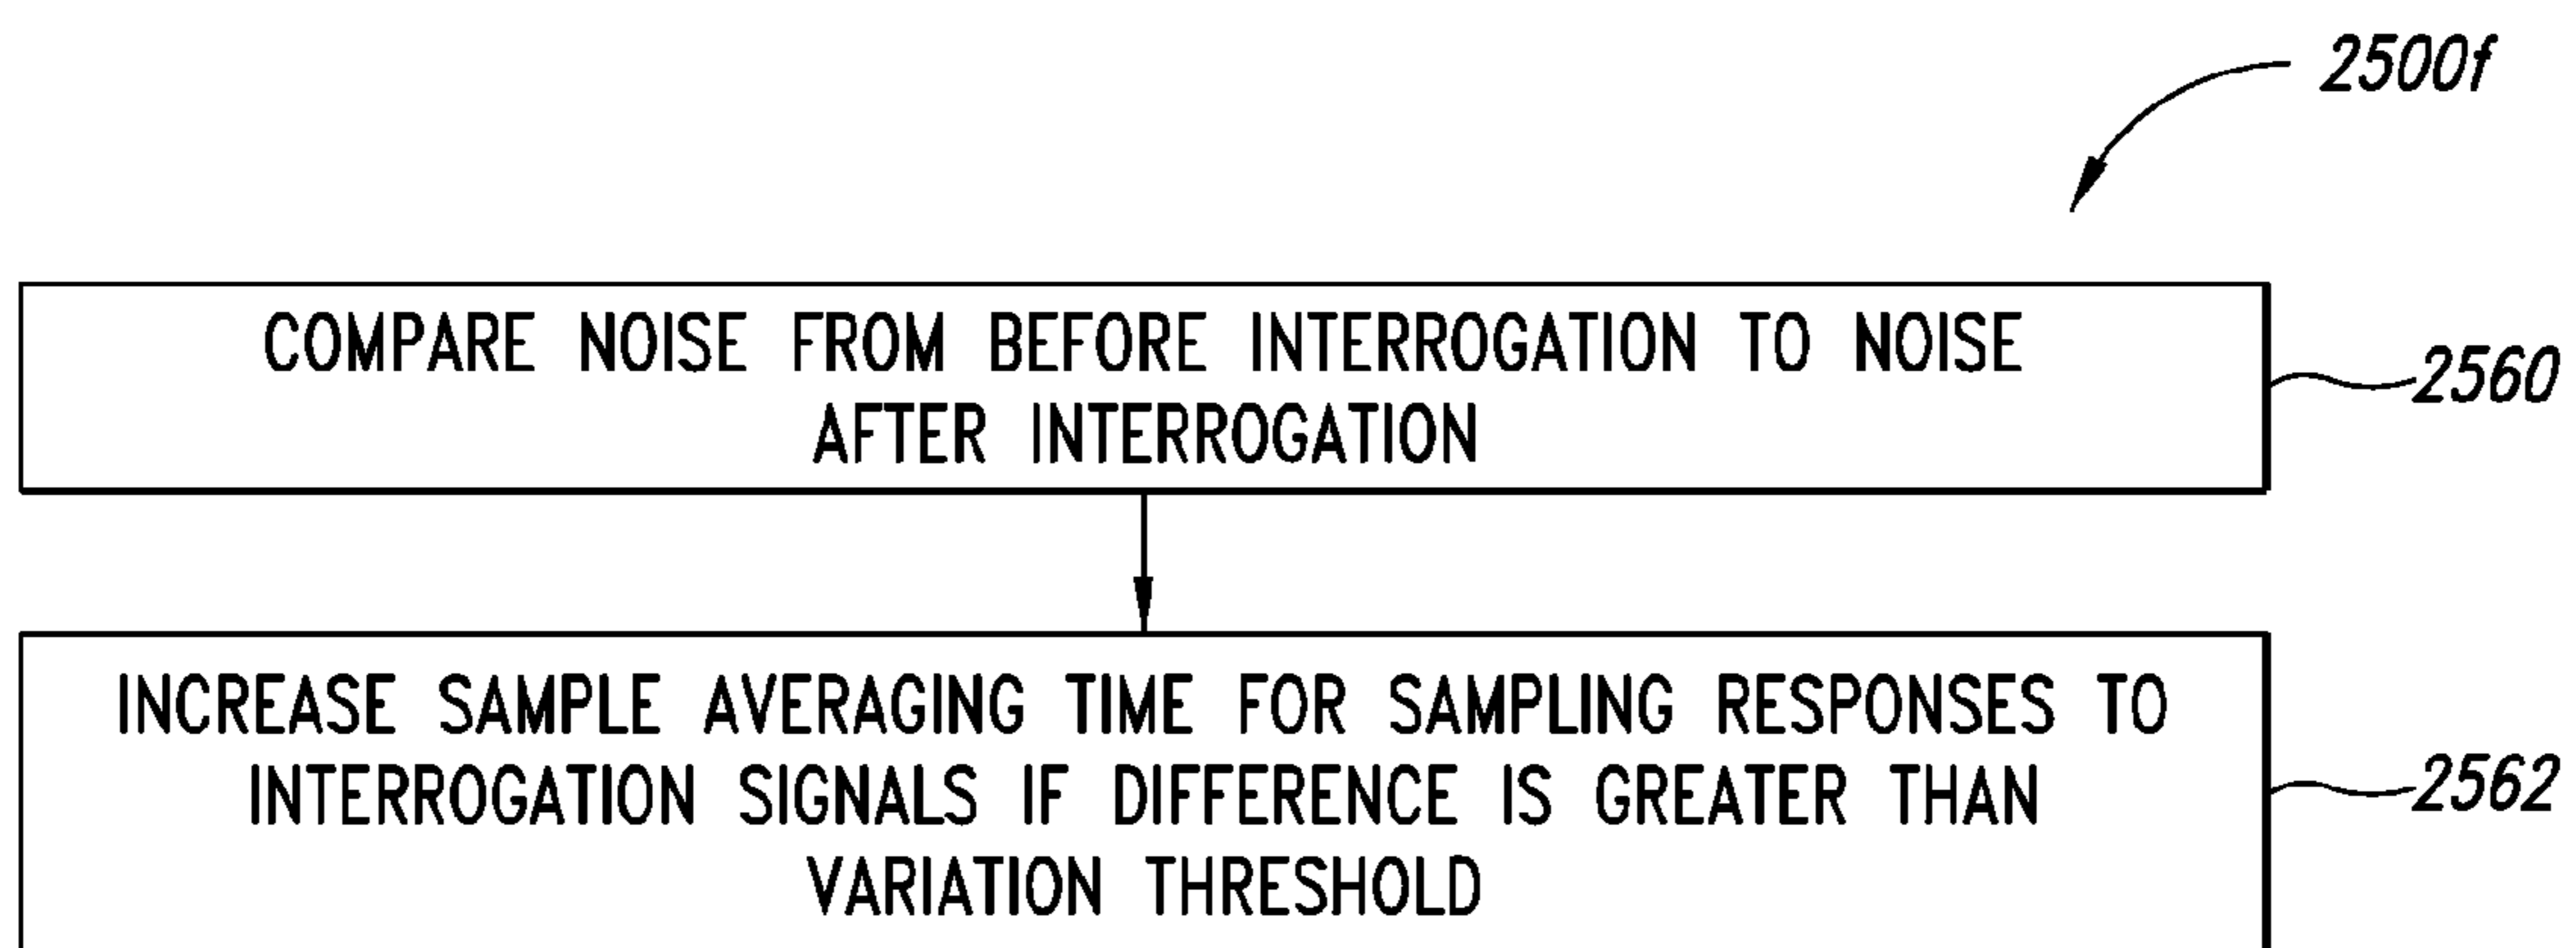 2500f
COMPARE NOISE FROM BEFORE INTERROGATION TO NOISE
AFTER INTERROGATION
2560
INCREASE SAMPLE AVERAGING TIME FOR SAMPLING RESPONSES TO
INTERROGATION SIGNALS IF DIFFERENCE IS GREATER THAN
VARIATION THRESHOLD
2562